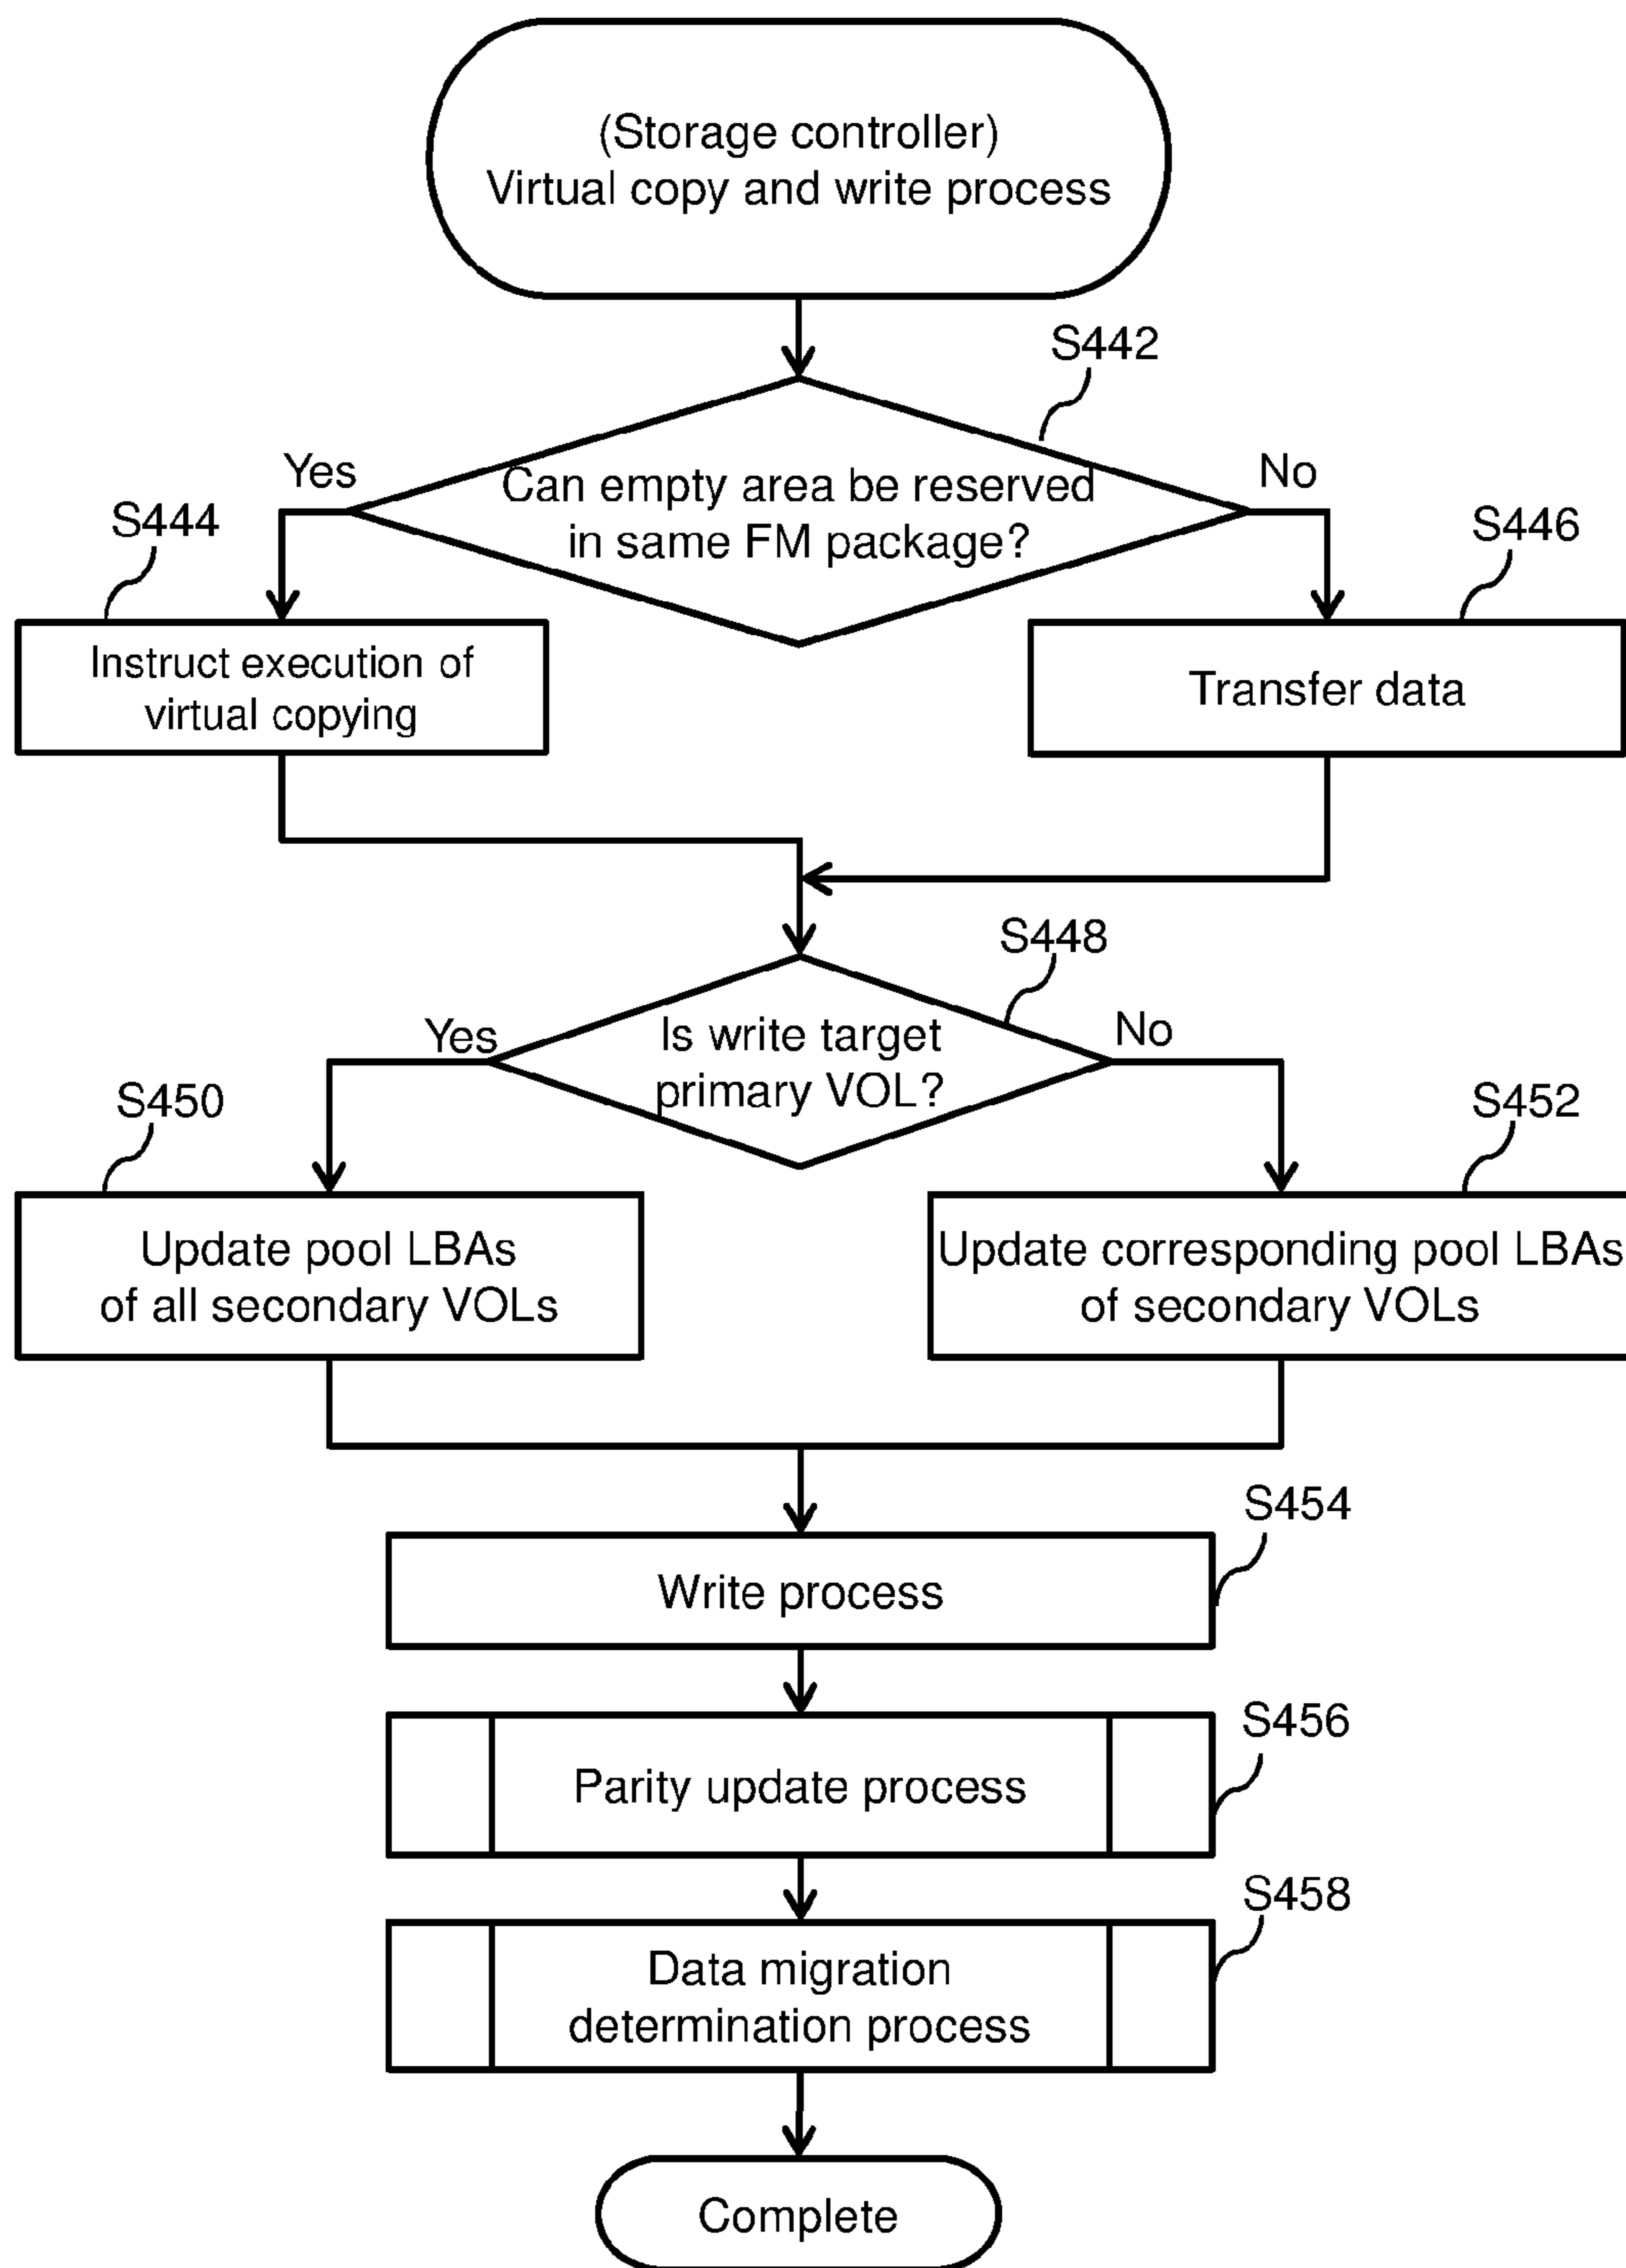 (Storage controller)
Virtual copy and write process
S442
Yes
No
Can empty area be reserved
in same FM package?
S444
S446
Instruct execution of
virtual copying
Transfer data
S448
Yes
No
Is write target
primary VOL?
S450
S452
Update pool LBAs
of all secondary VOLs
Update corresponding pool LBAs
of secondary VOLs
S454
Write process
S456
Parity update process
S458
Data migration
determination process
Complete